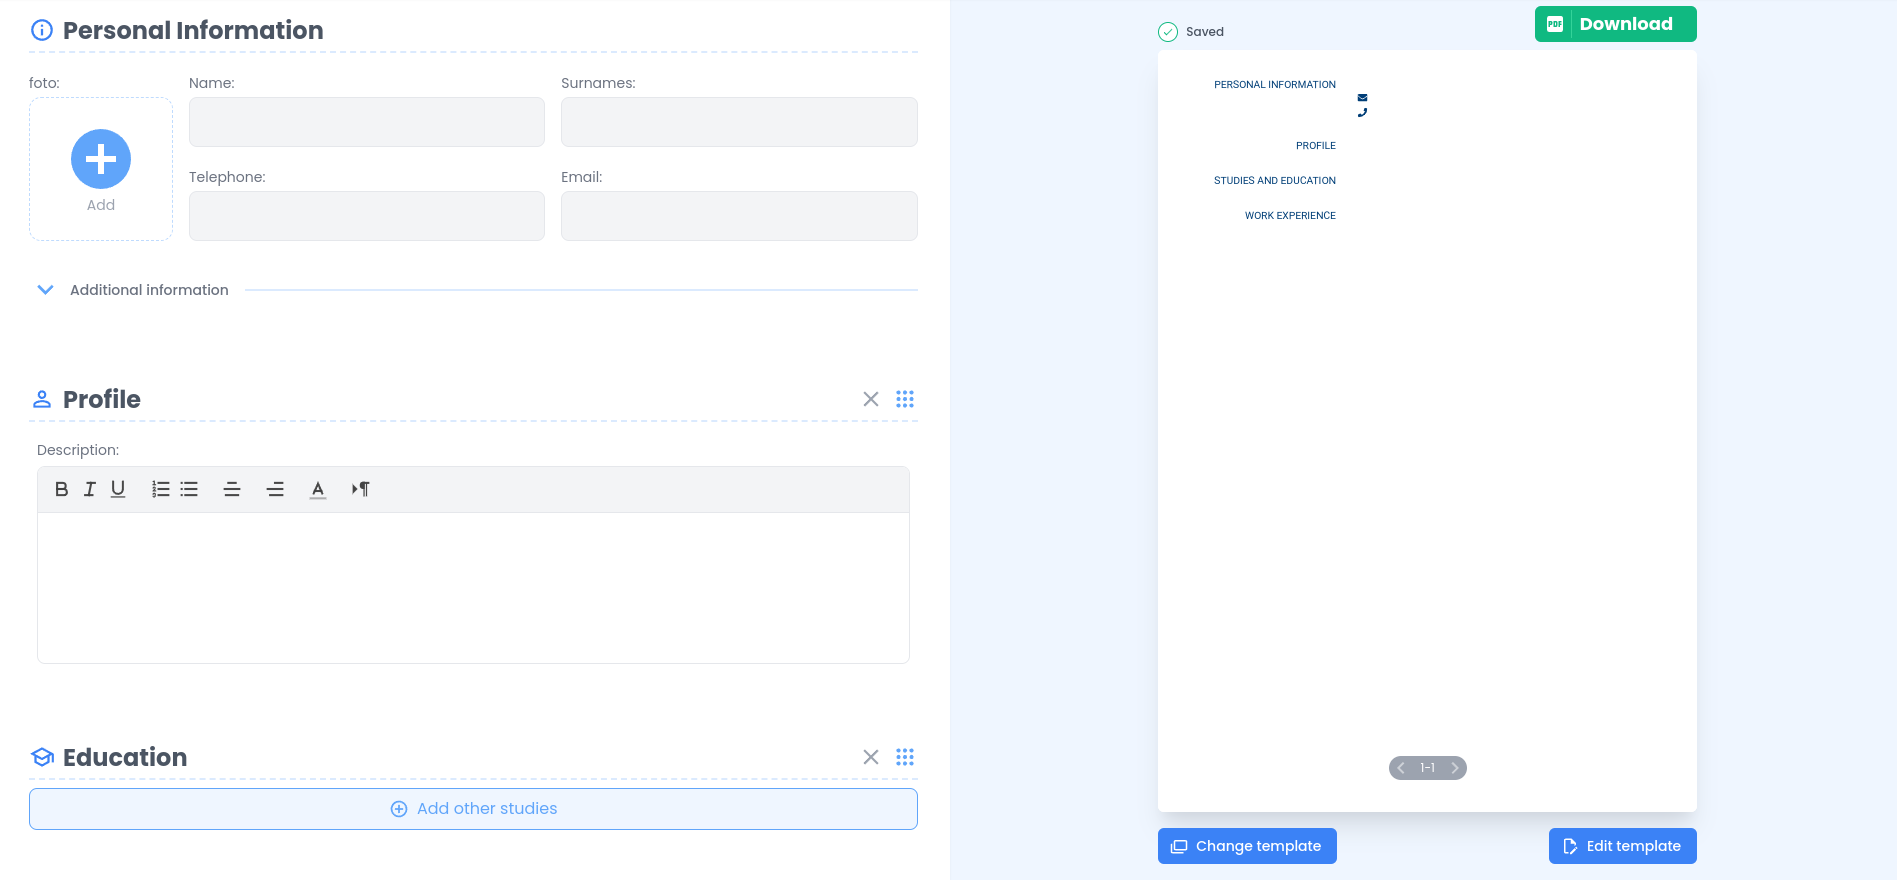 Personal Information
foto:
Name:
Surnames:
Add
Telephone:
Email:
Additional information
Profile
Description:
Education
Add other studies
Saved
PDF Download
PERSONAL INFORMATION
PROFILE
STUDIES AND EDUCATION
WORK EXPERIENCE
1-1
Change template
Edit template